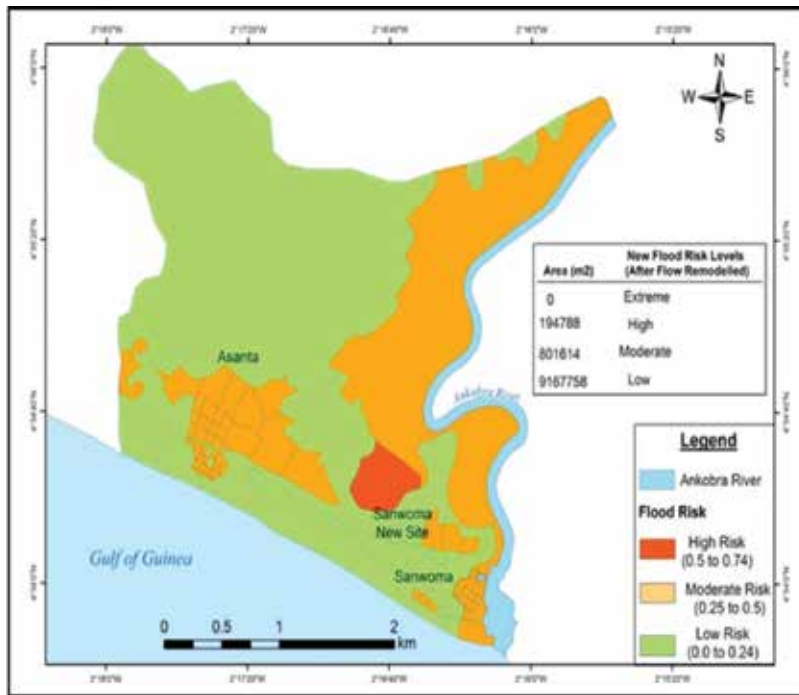 N
W E
S
Area (m2) New Flood Risk Levels
(After Flow Remodelled)
0 Extreme
194788 High
801614 Moderate
9167758 Low
Asanta
Ankobra River
Sanwoma
New Site
Sanwoma
Gulf of Guinea
0 0.5 1 2
km
Legend
Ankobra River
Flood Risk
High Risk
(0.5 to 0.74)
Moderate Risk
(0.25 to 0.5)
Low Risk
(0.0 to 0.24)